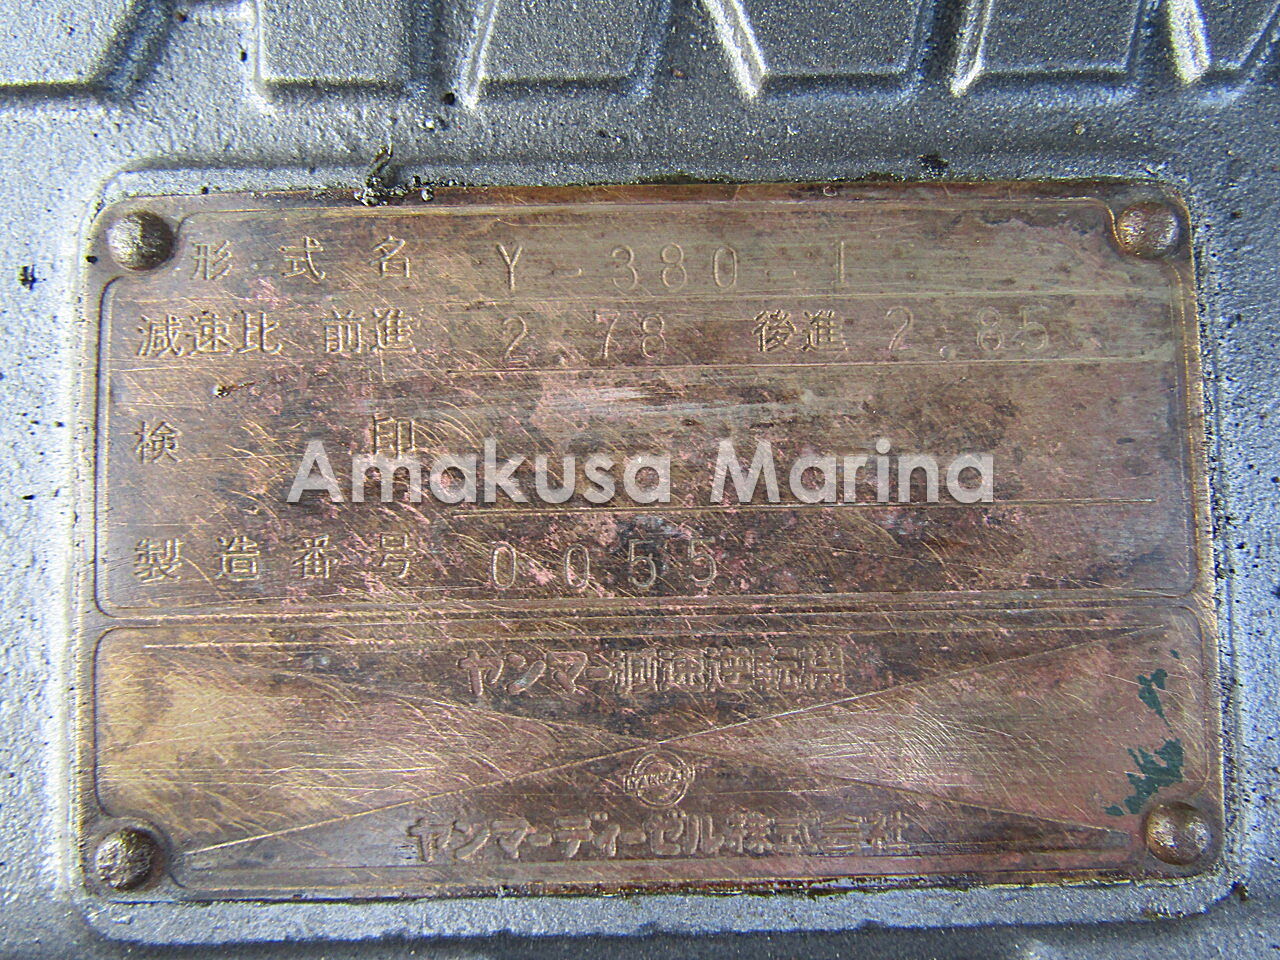 形式名 Y-380-1
減速比 前進 2.78 後進 2.85
検印
Amakusa Marina
製造番号 0055
ヤンマー減速逆転機
YANMAR
ヤンマーディーゼル株式会社